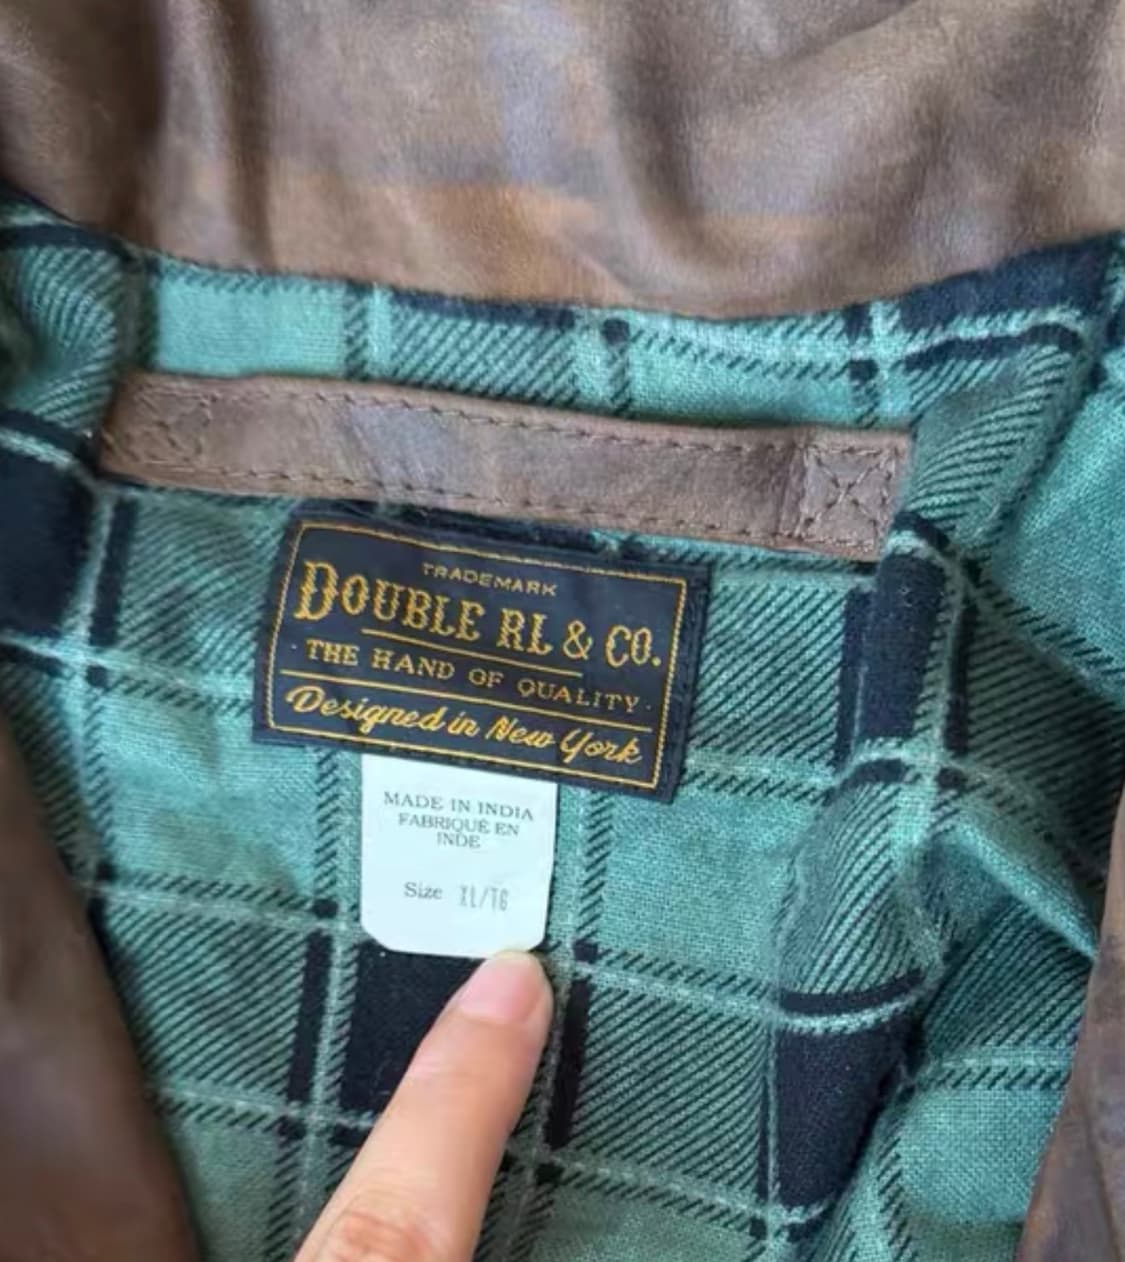 TRADEMARK
DOUBLE RL & CO.
· THE HAND OF QUALITY ·
Designed in New York
MADE IN INDIA
FABRIQUÉ EN
INDE
Size XL/TG